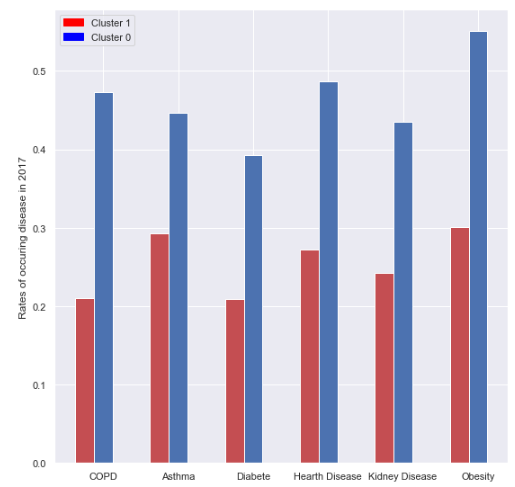 Cluster 1
Cluster 0
Rates of occuring disease in 2017
0.5
0.4
0.3
0.2
0.1
0.0
COPD Asthma Diabete Hearth Disease Kidney Disease Obesity